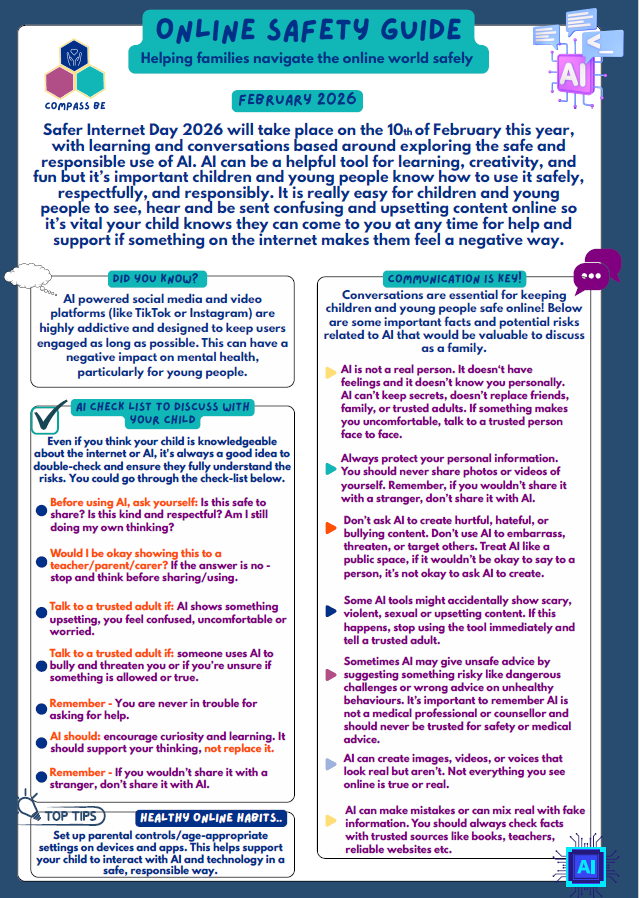 ONLINE SAFETY GUIDE
Helping families navigate the online world safely
COMPASS BE
AI
FEBRUARY 2026
Safer Internet Day 2026 will take place on the 10th of February this year,
with learning and conversations based around exploring the safe and
responsible use of AI. AI can be a helpful tool for learning, creativity, and
fun but it's important children and young people know how to use it safely,
respectfully, and responsibly. It is really easy for children and young
people to see, hear and be sent confusing and upsetting content online so
it's vital your child knows they can come to you at any time for help and
support if something on the internet makes them feel a negative way.
DID YOU KNOW?
AI powered social media and video
platforms (like TikTok or Instagram) are
highly addictive and designed to keep users
engaged as long as possible. This can have a
negative impact on mental health,
particularly for young people.
AI CHECK LIST TO DISCUSS WITH
YOUR CHILD
Even if you think your child is knowledgeable
about the internet or AI, it's always a good idea to
double-check and ensure they fully understand the
risks. You could go through the check-list below.
Before using AI, ask yourself: Is this safe to
share? Is this kind and respectful? Am I still
doing my own thinking?
Would I be okay showing this to a
teacher/parent/carer? If the answer is no -
stop and think before sharing/using.
Talk to a trusted adult if: AI shows something
upsetting, you feel confused, uncomfortable or
worried.
Talk to a trusted adult if: someone uses AI to
bully and threaten you or if you're unsure if
something is allowed or true.
Remember - You are never in trouble for
asking for help.
AI should: encourage curiosity and learning. It
should support your thinking, not replace it.
Remember - If you wouldn't share it with a
stranger, don't share it with AI.
TOP TIPS
HEALTHY ONLINE HABITS..
Set up parental controls/age-appropriate
settings on devices and apps. This helps support
your child to interact with AI and technology in a
safe, responsible way.
COMMUNICATION IS KEY!
Conversations are essential for keeping
children and young people safe online! Below
are some important facts and potential risks
related to AI that would be valuable to discuss
as a family.
AI is not a real person. It doesn't have
feelings and it doesn't know you personally.
AI can't keep secrets, doesn't replace friends,
family, or trusted adults. If something makes
you uncomfortable, talk to a trusted person
face to face.
Always protect your personal information.
You should never share photos or videos of
yourself. Remember, if you wouldn't share it
with a stranger, don't share it with AI.
Don't ask AI to create hurtful, hateful, or
bullying content. Don't use AI to embarrass,
threaten, or target others. Treat AI like a
public space, if it wouldn't be okay to say to a
person, it's not okay to ask AI to create.
Some AI tools might accidentally show scary,
violent, sexual or upsetting content. If this
happens, stop using the tool immediately and
tell a trusted adult.
Sometimes AI may give unsafe advice by
suggesting something risky like dangerous
challenges or wrong advice on unhealthy
behaviours. It's important to remember AI is
not a medical professional or counsellor and
should never be trusted for safety or medical
advice.
AI can create images, videos, or voices that
look real but aren't. Not everything you see
online is true or real.
AI can make mistakes or can mix real with fake
information. You should always check facts
with trusted sources like books, teachers,
reliable websites etc.
AI